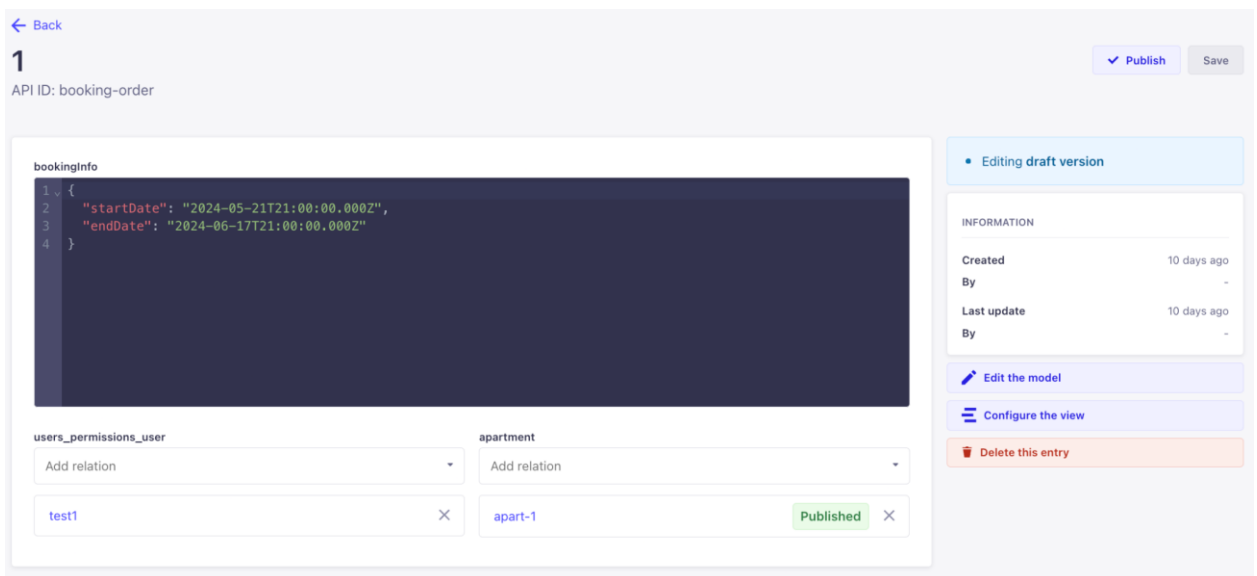 Back
1
Publish
Save
API ID: booking-order
bookingInfo
1 {
2 "startDate": "2024-05-21T21:00:00.000Z",
3 "endDate": "2024-06-17T21:00:00.000Z"
4 }
users_permissions_user
Add relation
test1
apartment
Add relation
apart-1
Published
Editing draft version
INFORMATION
Created 10 days ago
By -
Last update 10 days ago
By -
Edit the model
Configure the view
Delete this entry